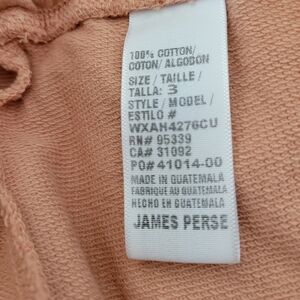 100% COTTON/
COTON/ ALGODON
SIZE / TAILLE /
TALLA: 3
STYLE / MODEL /
ESTILO #
WXAH4276CU
RN# 95339
CA# 31092
PO# 41014-00
MADE IN GUATEMALA
FABRIQUE AU GUATEMALA
HECHO EN GUATEMALA
JAMES PERSE